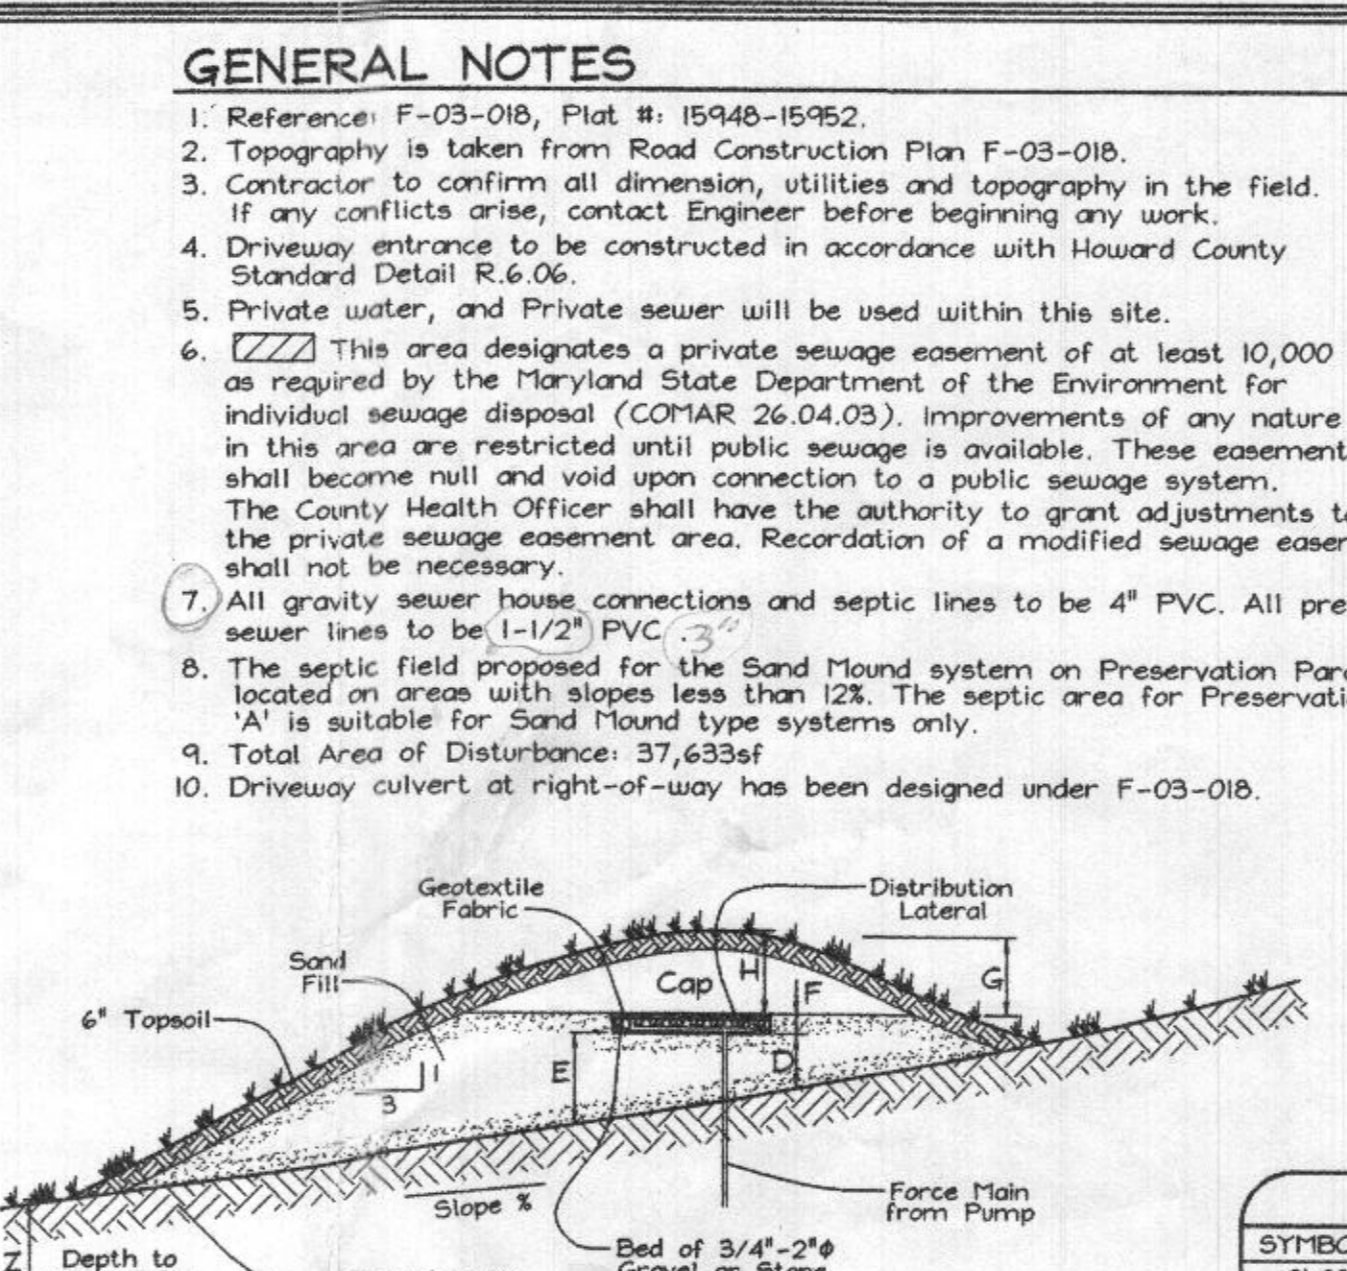 GENERAL NOTES
1. Reference: F-03-018, Plat #: 15948-15952.
2. Topography is taken from Road Construction Plan F-03-018.
3. Contractor to confirm all dimension, utilities and topography in the field.
If any conflicts arise, contact Engineer before beginning any work.
4. Driveway entrance to be constructed in accordance with Howard County
Standard Detail R.6.06.
5. Private water, and Private sewer will be used within this site.
6. This area designates a private sewage easement of at least 10,000
as required by the Maryland State Department of the Environment for
individual sewage disposal (COMAR 26.04.03). Improvements of any nature
in this area are restricted until public sewage is available. These easement
shall become null and void upon connection to a public sewage system.
The County Health Officer shall have the authority to grant adjustments t
the private sewage easement area. Recordation of a modified sewage easer
shall not be necessary.
7. All gravity sewer house connections and septic lines to be 4" PVC. All pre
sewer lines to be 1-1/2" PVC . 3"
8. The septic field proposed for the Sand Mound system on Preservation Par
located on areas with slopes less than 12%. The septic area for Preservati
'A' is suitable for Sand Mound type systems only.
9. Total Area of Disturbance: 37,633sf
10. Driveway culvert at right-of-way has been designed under F-03-018.
Geotextile
Fabric
Distribution
Lateral
Sand
Fill
Cap
H
F
G
6" Topsoil
E
D
1
3
Slope %
Force Main
from Pump
Z
Depth to
Bed of 3/4"-2"Φ
Gravel or Stone
SYMBO